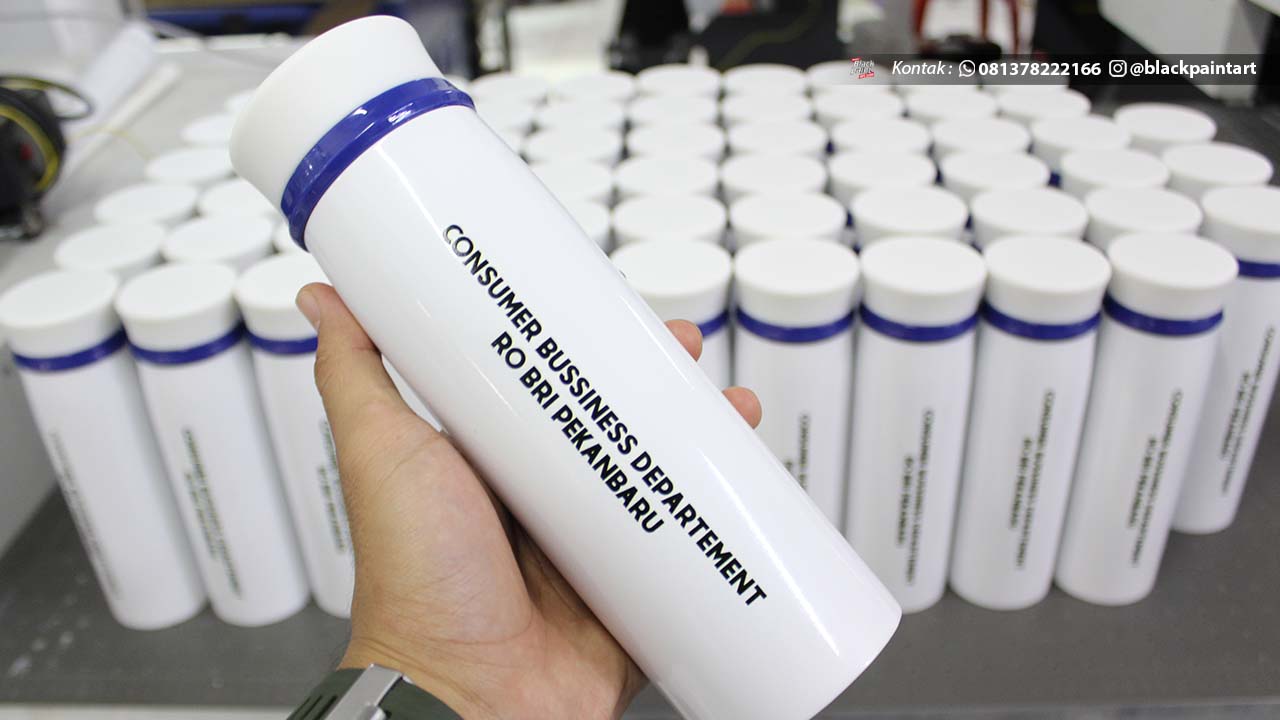 Kontak : 081378222166 @blackpaintart
CONSUMER BUSSINESS DEPARTEMENT
RO BRI PEKANBARU